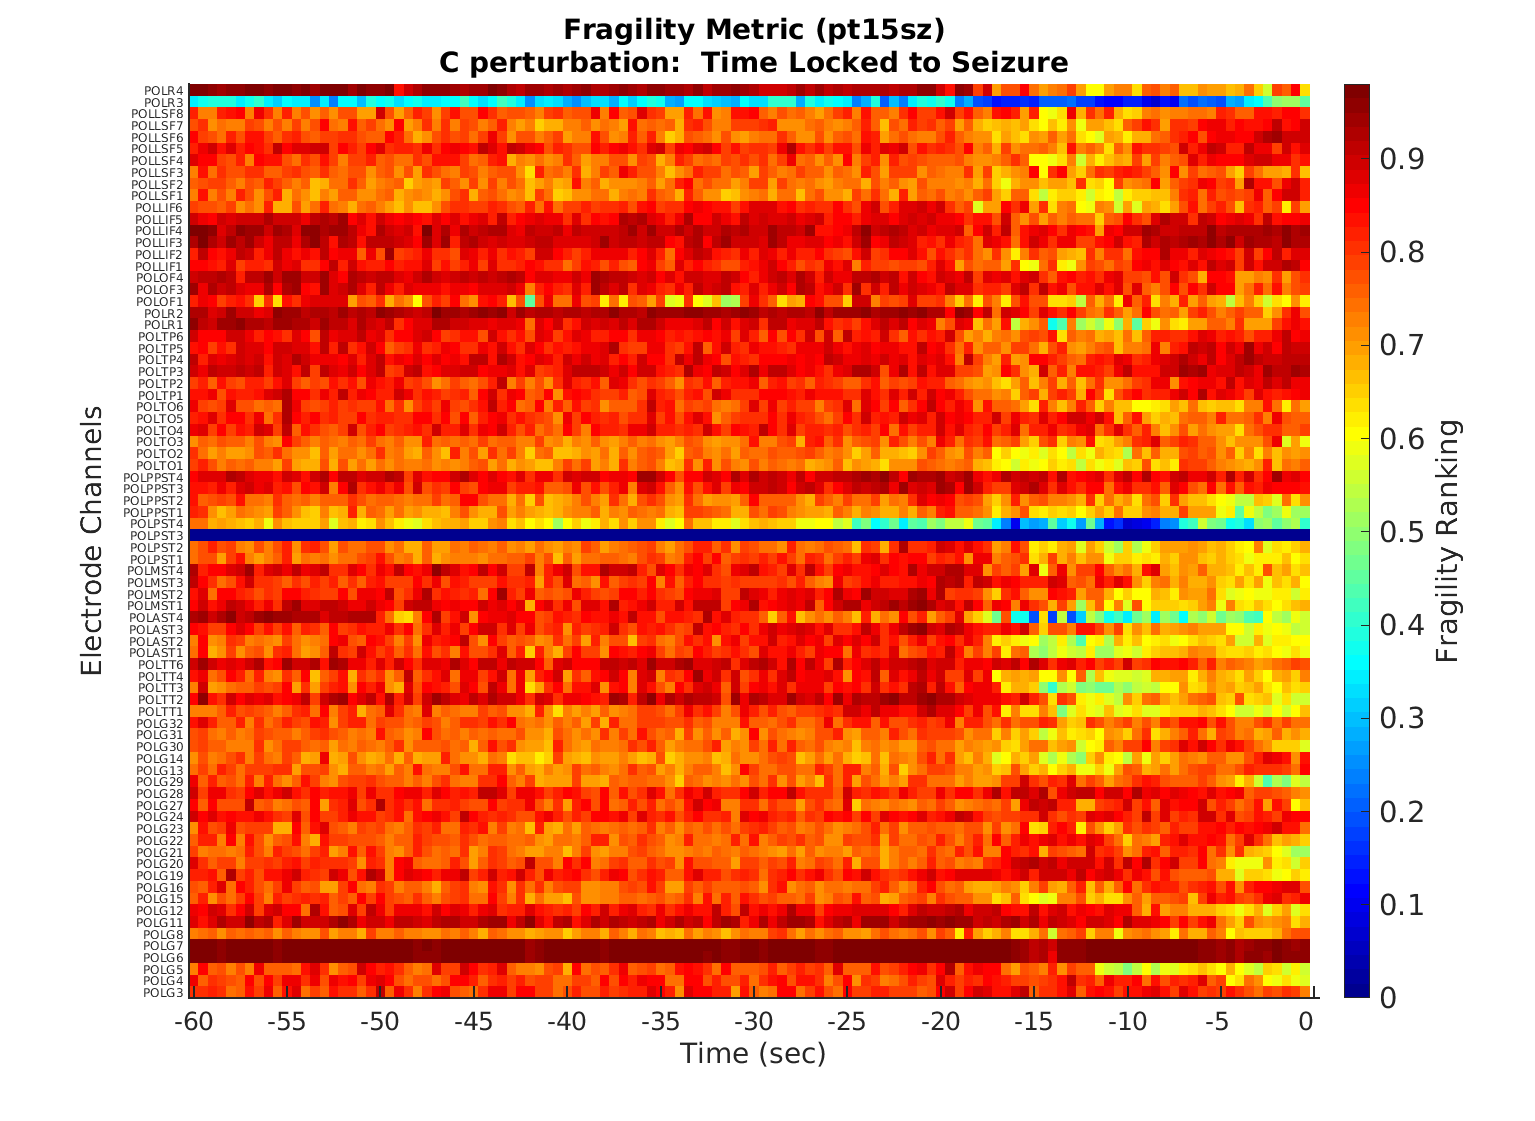 Fragility Metric (pt15sz)
C perturbation:  Time Locked to Seizure
Electrode Channels
POLR4
POLR3
POLLSF8
POLLSF7
POLLSF6
POLLSF5
POLLSF4
POLLSF3
POLLSF2
POLLSF1
POLLIF6
POLLIF5
POLLIF4
POLLIF3
POLLIF2
POLLIF1
POLOF4
POLOF3
POLOF1
POLR2
POLR1
POLTP6
POLTP5
POLTP4
POLTP3
POLTP2
POLTP1
POLTO6
POLTO5
POLTO4
POLTO3
POLTO2
POLTO1
POLPPST4
POLPPST3
POLPPST2
POLPPST1
POLPST4
POLPST3
POLPST2
POLPST1
POLMST4
POLMST3
POLMST2
POLMST1
POLAST4
POLAST3
POLAST2
POLAST1
POLTT6
POLTT4
POLTT3
POLTT2
POLTT1
POLG32
POLG31
POLG30
POLG14
POLG13
POLG29
POLG28
POLG27
POLG24
POLG23
POLG22
POLG21
POLG20
POLG19
POLG16
POLG15
POLG12
POLG11
POLG8
POLG7
POLG6
POLG5
POLG4
POLG3
-60 -55 -50 -45 -40 -35 -30 -25 -20 -15 -10 -5 0
Time (sec)
0.9
0.8
0.7
0.6
0.5
0.4
0.3
0.2
0.1
0
Fragility Ranking